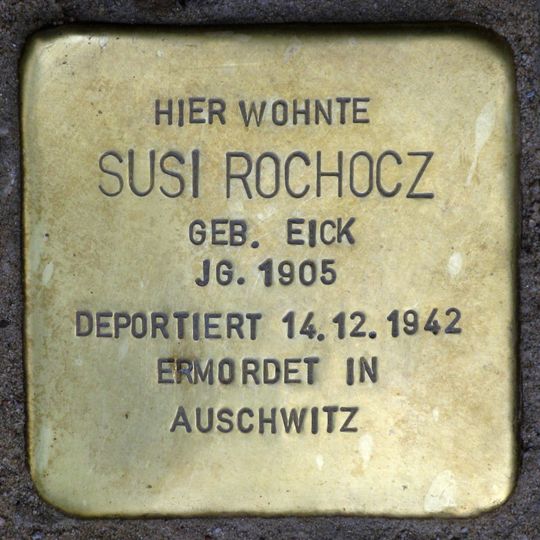 HIER WOHNTE
SUSI ROCHOCZ
GEB. EICK
JG. 1905
DEPORTIERT 14.12.1942
ERMORDET IN
AUSCHWITZ